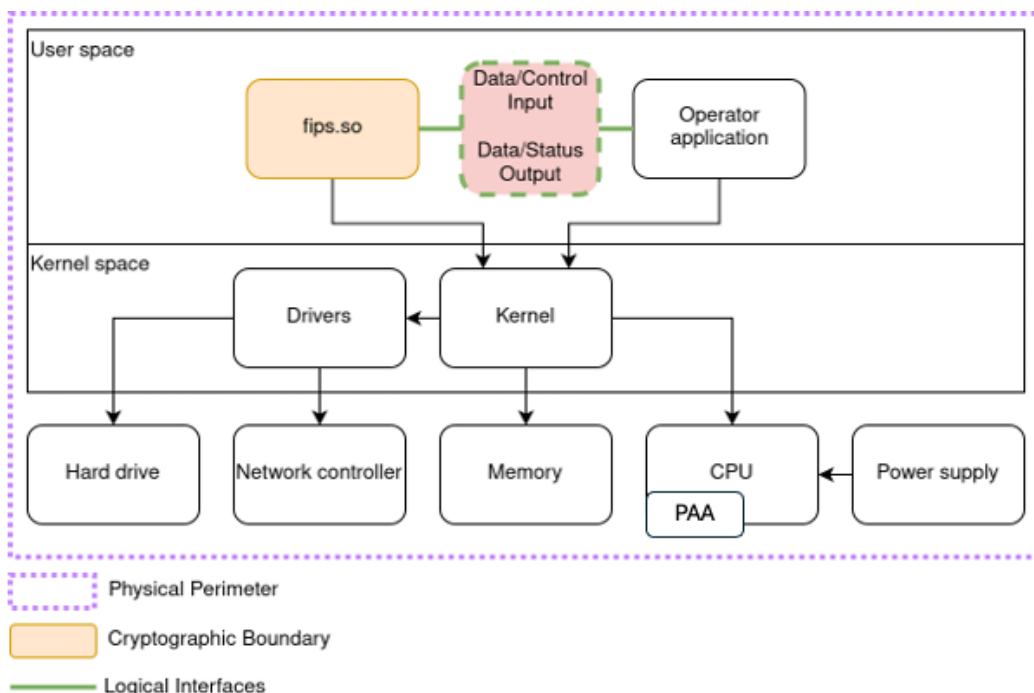 User space
fips.so
Data/Control
Input
Data/Status
Output
Operator
application
Kernel space
Drivers
Kernel
Hard drive
Network controller
Memory
CPU
PAA
Power supply
Physical Perimeter
Cryptographic Boundary
Logical Interfaces